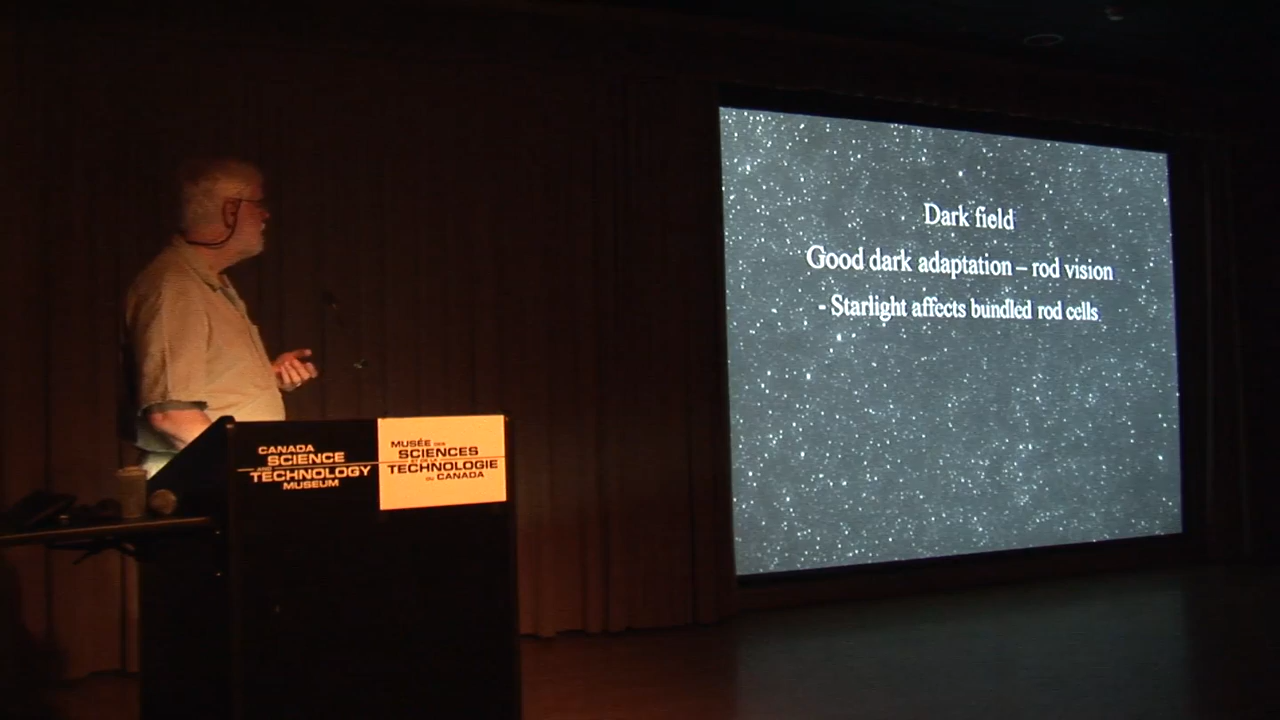 Dark field
Good dark adaptation – rod vision
- Starlight affects bundled rod cells
CANADA
SCIENCE
AND
TECHNOLOGY
MUSEUM
MUSÉE DES
SCIENCES
ET DE LA
TECHNOLOGIE
DU CANADA